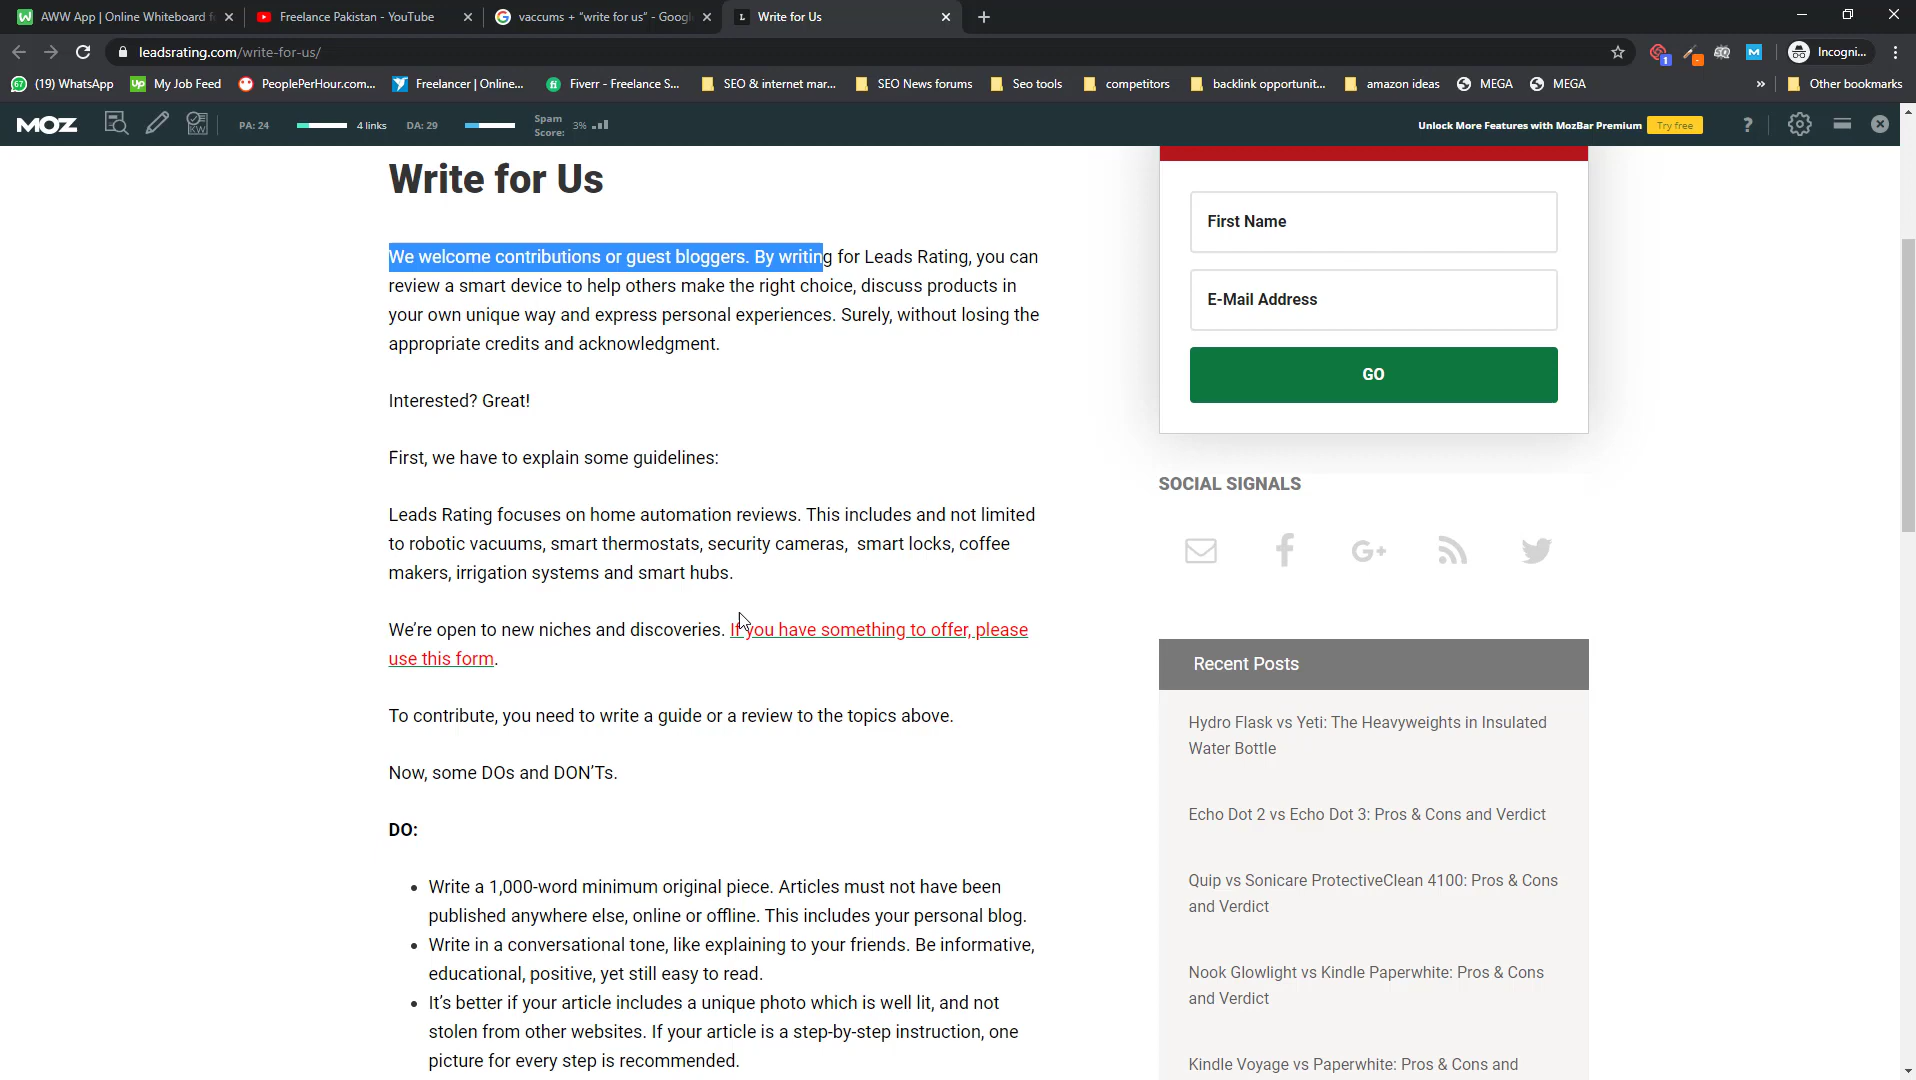 AWW App | Online Whiteboard f
Freelance Pakistan - YouTube
vaccums + "write for us" - Googl
L
Write for Us
leadsrating.com/write-for-us/
1
SQ
M
Incogni...
67
(19) WhatsApp
Up
My Job Feed
PeoplePerHour.com...
Freelancer | Online...
fi
Fiverr - Freelance S...
SEO & internet mar...
SEO News forums
Seo tools
competitors
backlink opportunit...
amazon ideas
MEGA
MEGA
»
Other bookmarks
MOZ
KW
PA: 24
4 links
DA: 29
Spam
Score:
3%
Unlock More Features with MozBar Premium
Try free
?
Write for Us
We welcome contributions or guest bloggers. By writing for Leads Rating, you can
review a smart device to help others make the right choice, discuss products in
your own unique way and express personal experiences. Surely, without losing the
appropriate credits and acknowledgment.
Interested? Great!
First, we have to explain some guidelines:
Leads Rating focuses on home automation reviews. This includes and not limited
to robotic vacuums, smart thermostats, security cameras,  smart locks, coffee
makers, irrigation systems and smart hubs.
We’re open to new niches and discoveries. If you have something to offer, please
use this form.
To contribute, you need to write a guide or a review to the topics above.
Now, some DOs and DON’Ts.
DO:
• Write a 1,000-word minimum original piece. Articles must not have been
published anywhere else, online or offline. This includes your personal blog.
• Write in a conversational tone, like explaining to your friends. Be informative,
educational, positive, yet still easy to read.
• It’s better if your article includes a unique photo which is well lit, and not
stolen from other websites. If your article is a step-by-step instruction, one
picture for every step is recommended.
First Name
E-Mail Address
GO
SOCIAL SIGNALS
G+
Recent Posts
Hydro Flask vs Yeti: The Heavyweights in Insulated
Water Bottle
Echo Dot 2 vs Echo Dot 3: Pros & Cons and Verdict
Quip vs Sonicare ProtectiveClean 4100: Pros & Cons
and Verdict
Nook Glowlight vs Kindle Paperwhite: Pros & Cons
and Verdict
Kindle Voyage vs Paperwhite: Pros & Cons and